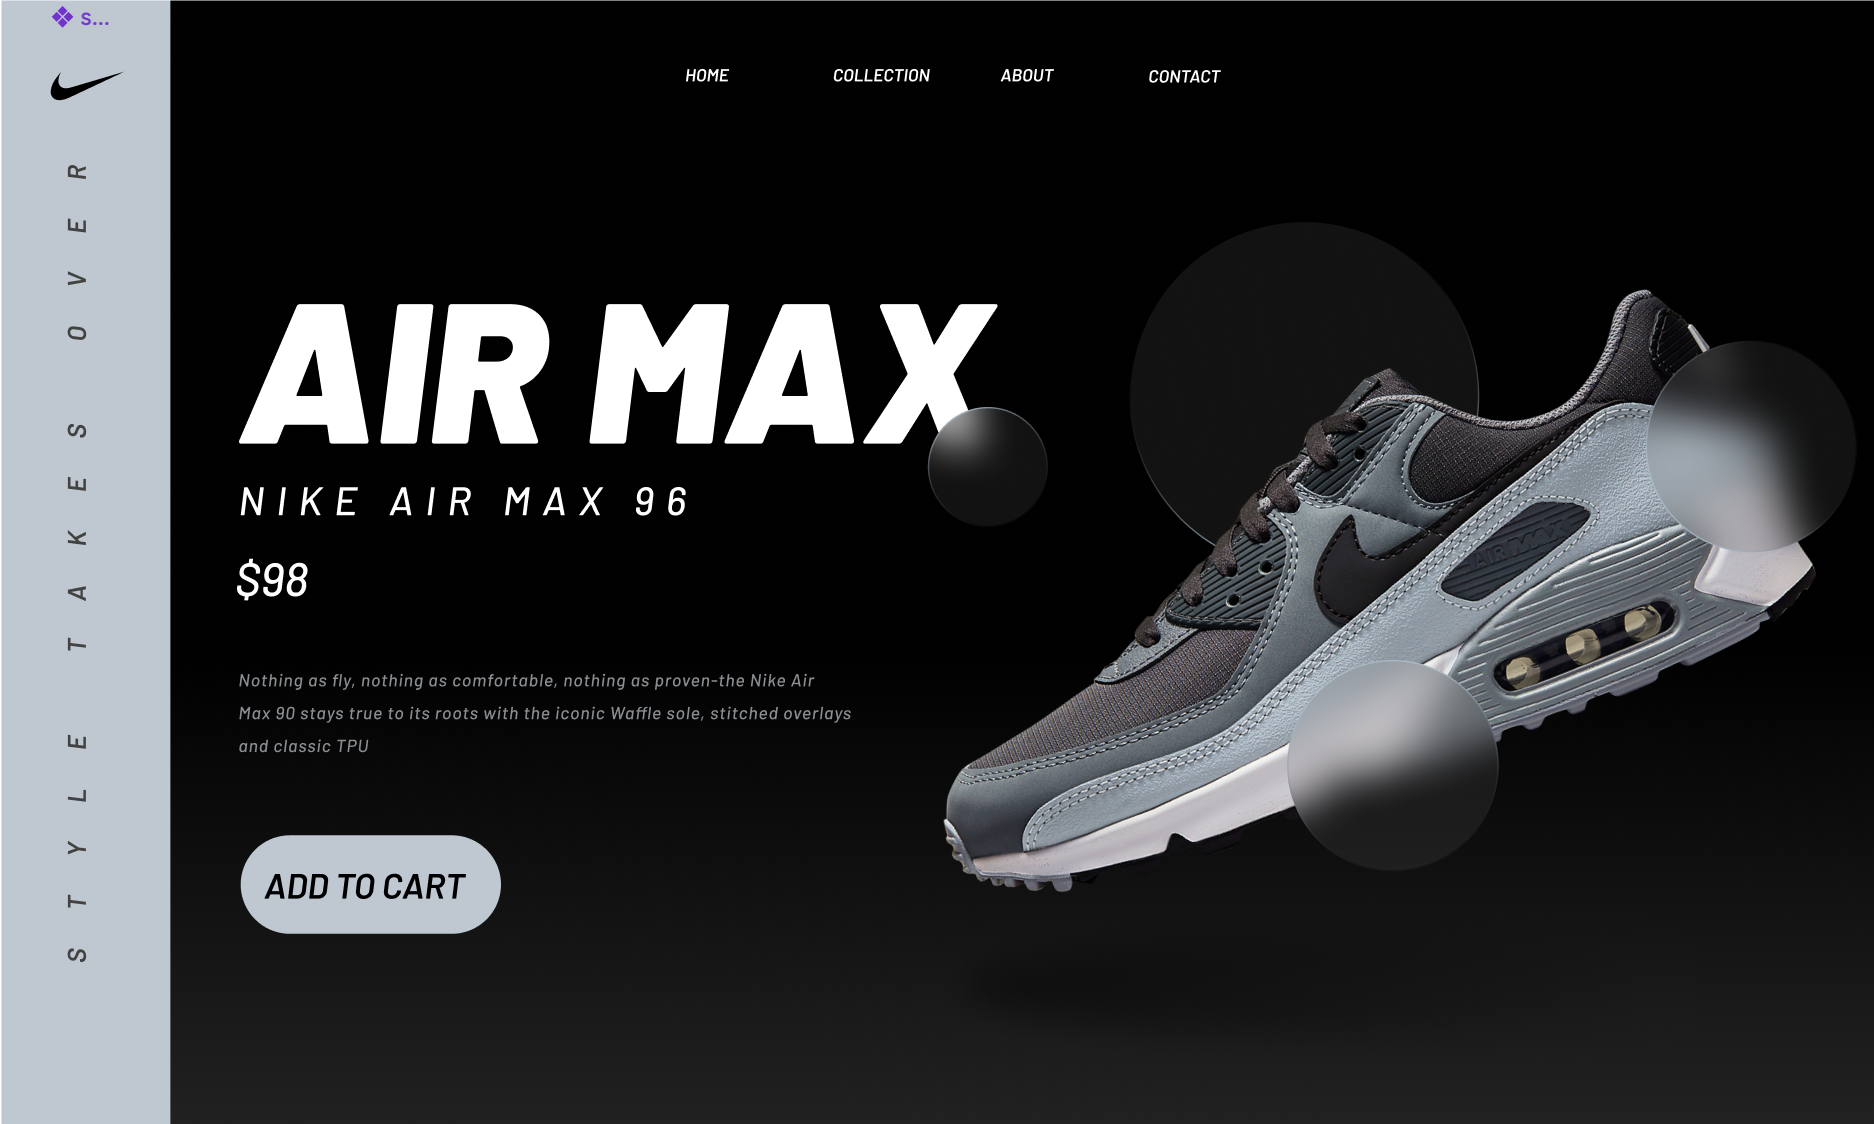 S...
STYLE TAKES OVER
HOME COLLECTION ABOUT CONTACT
AIR MAX
NIKE AIR MAX 96
$98
Nothing as fly, nothing as comfortable, nothing as proven-the Nike Air
Max 90 stays true to its roots with the iconic Waffle sole, stitched overlays
and classic TPU
ADD TO CART
AIR MAX